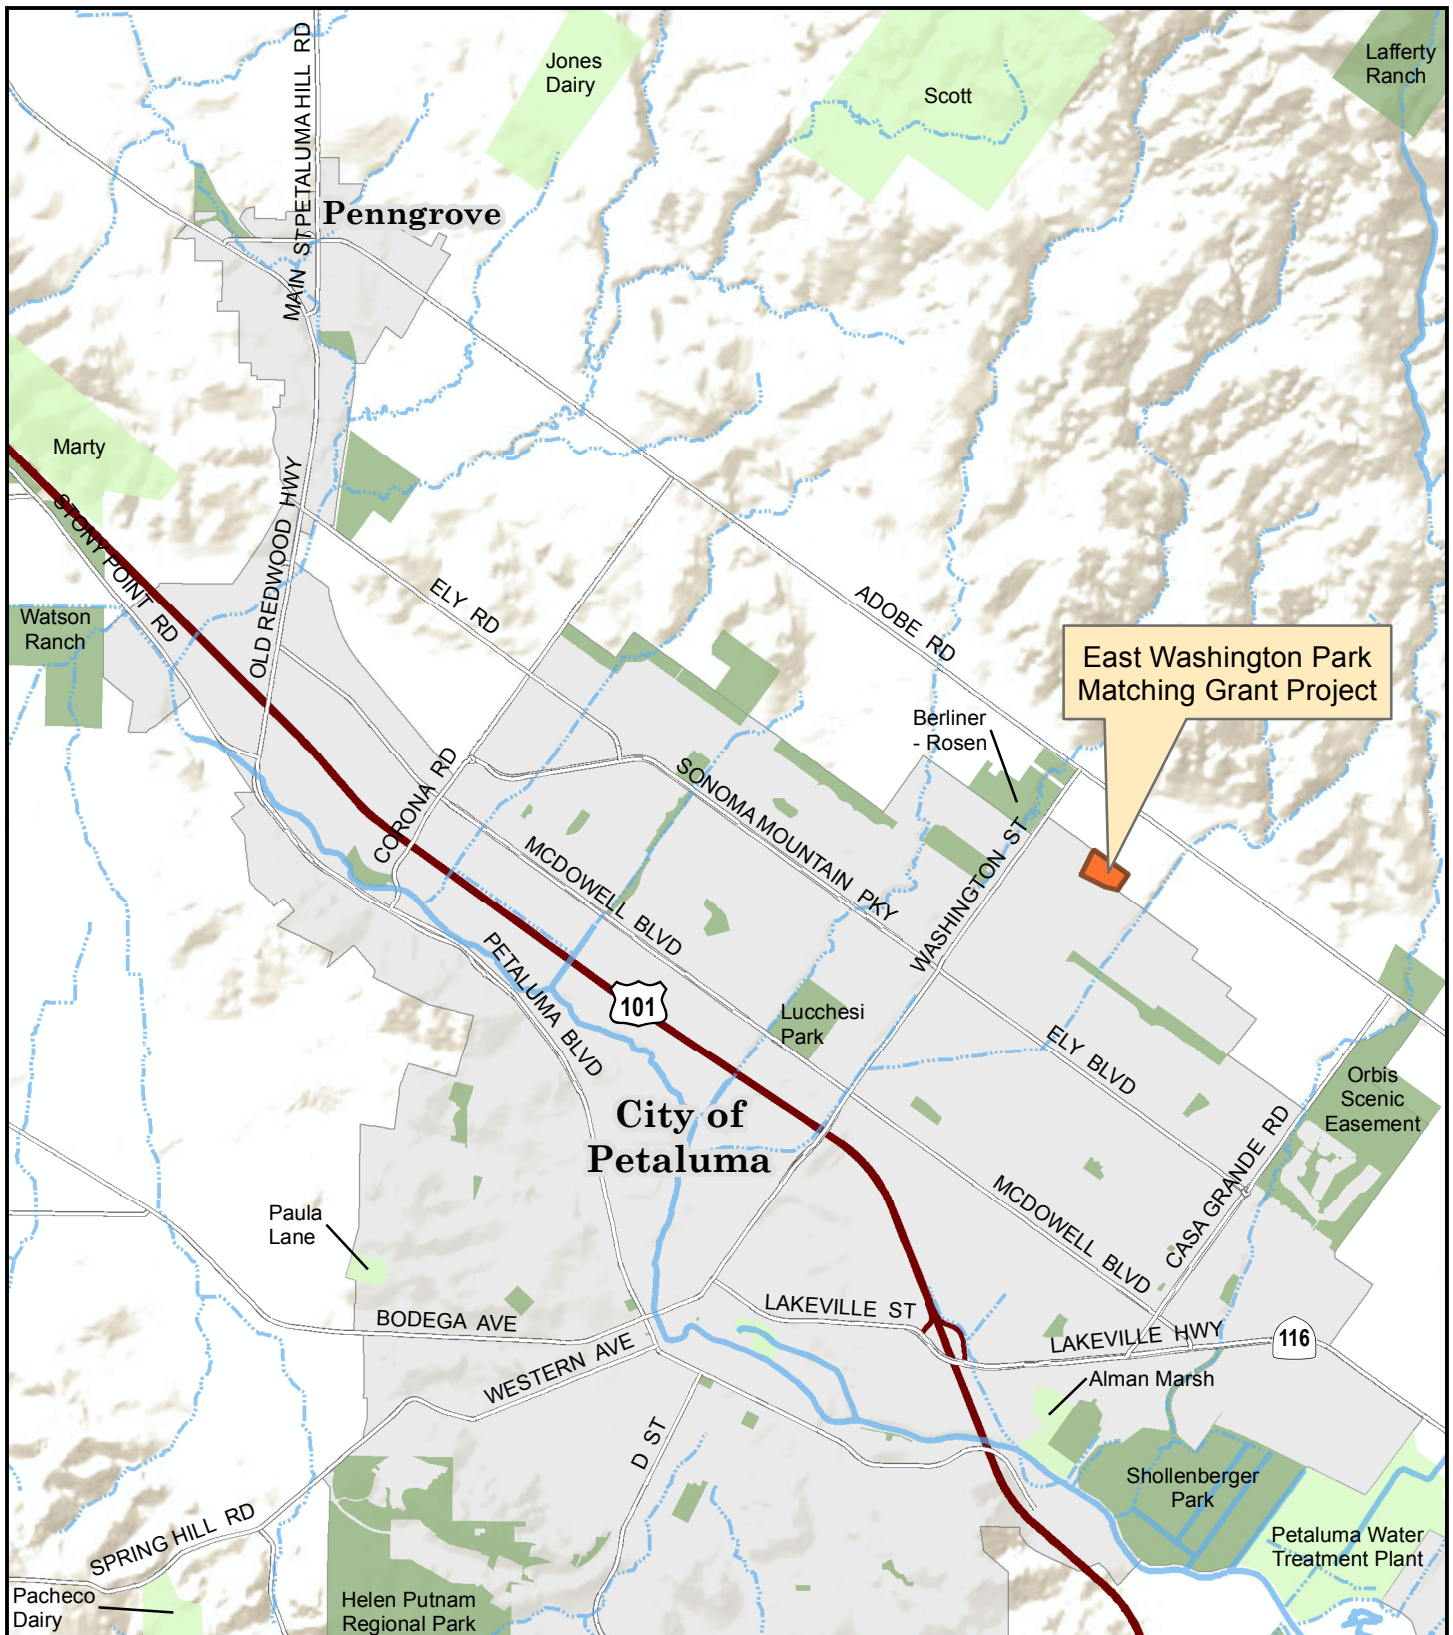 MAIN ST
PETALUMA HILL RD
Jones
Dairy
Scott
Lafferty
Ranch
Penngrove
Marty
STONY POINT RD
OLD REDWOOD HWY
Watson
Ranch
ELY RD
ADOBE RD
East Washington Park
Matching Grant Project
Berliner
- Rosen
CORONA RD
SONOMA MOUNTAIN PKY
MCDOWELL BLVD
WASHINGTON ST
PETALUMA BLVD
101
Lucchesi
Park
ELY BLVD
Orbis
Scenic
Easement
City of
Petaluma
CASA GRANDE RD
MCDOWELL BLVD
Paula
Lane
BODEGA AVE
LAKEVILLE ST
LAKEVILLE HWY
116
WESTERN AVE
Alman Marsh
D ST
Shollenberger
Park
SPRING HILL RD
Petaluma Water
Treatment Plant
Pacheco
Dairy
Helen Putnam
Regional Park